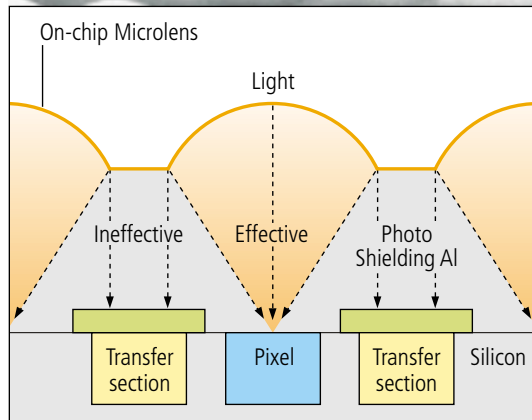 On-chip Microlens
Light
Ineffective
Effective
Photo
Shielding Al
Transfer
section
Pixel
Transfer
section
Silicon